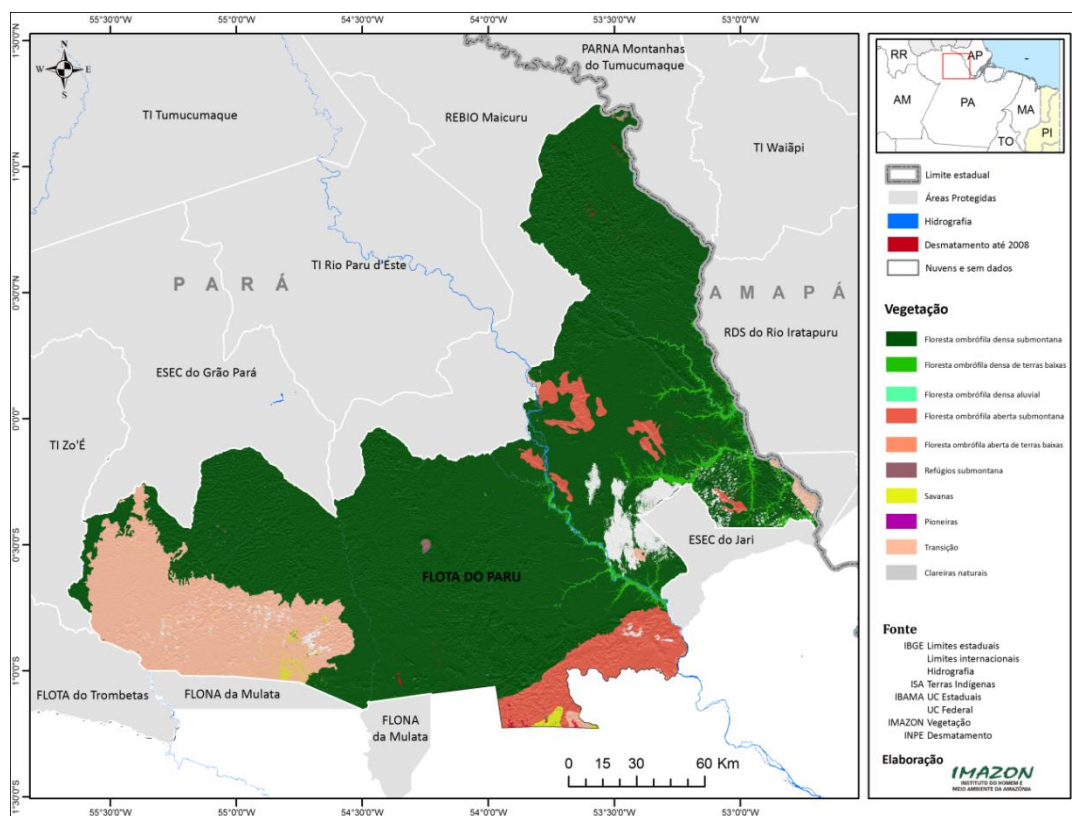 55°30'0"W
55°0'0"W
54°30'0"W
54°0'0"W
53°30'0"W
53°0'0"W
1°30'0"N
1°0'0"N
0°30'0"N
0°0'0"
0°30'0"S
1°0'0"S
1°30'0"S
N
W
E
S
PARNA Montanhas
do Tumucumaque
TI Tumucumaque
REBIO Maicuru
TI Waiãpi
TI Rio Paru d'Este
PARÁ
AMAPÁ
RDS do Rio Iratapuru
ESEC do Grão Pará
TI Zo'É
ESEC do Jari
FLOTA DO PARU
FLOTA do Trombetas
FLONA da Mulata
FLONA
da Mulata
0 15 30 60 Km
55°30'0"W
55°0'0"W
54°30'0"W
54°0'0"W
53°30'0"W
53°0'0"W
RR
AP
AM
PA
MA
TO
PI
Limite estadual
Áreas Protegidas
Hidrografia
Desmatamento até 2008
Nuvens e sem dados
Vegetação
Floresta ombrófila densa submontana
Floresta ombrófila densa de terras baixas
Floresta ombrófila densa aluvial
Floresta ombrófila aberta submontana
Floresta ombrófila aberta de terras baixas
Refúgios submontana
Savanas
Pioneiras
Transição
Clareiras naturais
Fonte
IBGE Limites estaduais
Limites internacionais
Hidrografia
ISA Terras Indígenas
IBAMA UC Estaduais
UC Federal
IMAZON Vegetação
INPE Desmatamento
Elaboração
IMAZON
INSTITUTO DO HOMEM E
MEIO AMBIENTE DA AMAZÔNIA